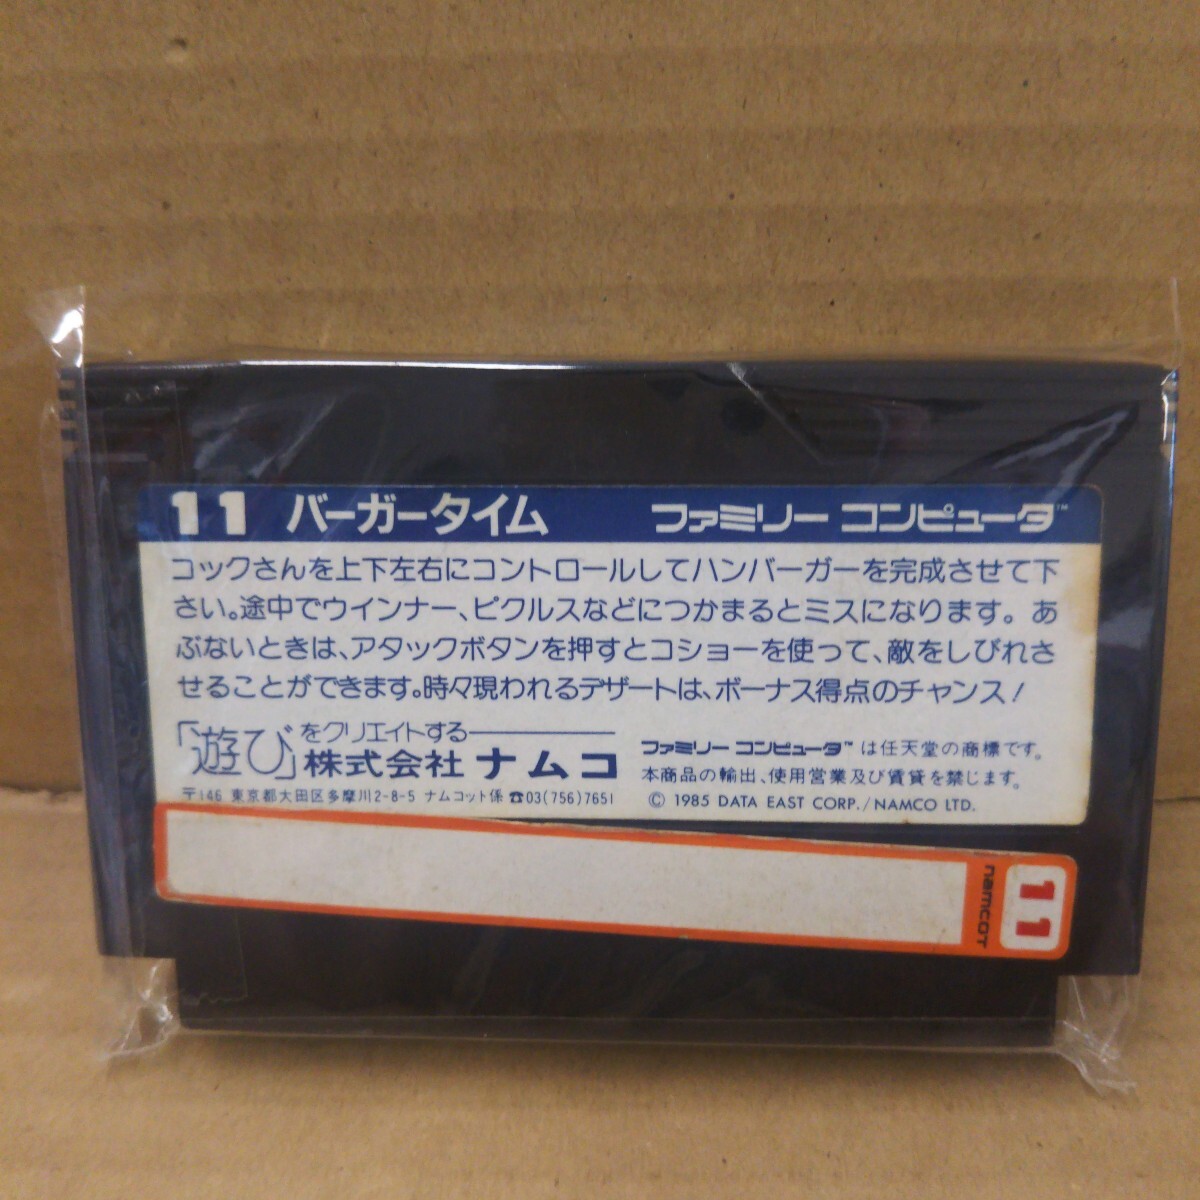 11 バーガータイム ファミリー コンピュータ™
コックさんを上下左右にコントロールしてハンバーガーを完成させて下
さい。途中でウインナー、ピクルスなどにつかまるとミスになります。あ
ぶないときは、アタックボタンを押すとコショーを使って、敵をしびれさ
せることができます。時々現われるデザートは、ボーナス得点のチャンス！
「遊び」をクリエイトする
株式会社 ナムコ
〒146 東京都大田区多摩川2-8-5 ナムコット係 ☎03(756)7651
ファミリー コンピュータ™は任天堂の商標です。
本商品の輸出、使用営業及び賃貸を禁じます。
© 1985 DATA EAST CORP./NAMCO LTD.
namcot
11